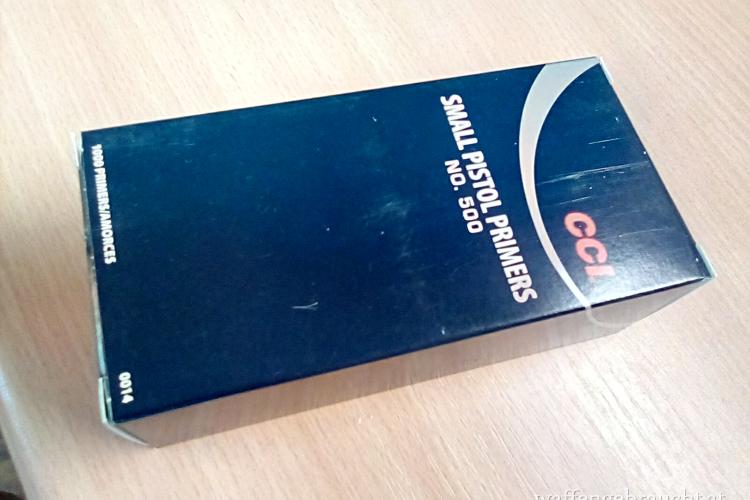 CCI
SMALL PISTOL PRIMERS
NO. 500
1000 PRIMERS/AMORCES
0014